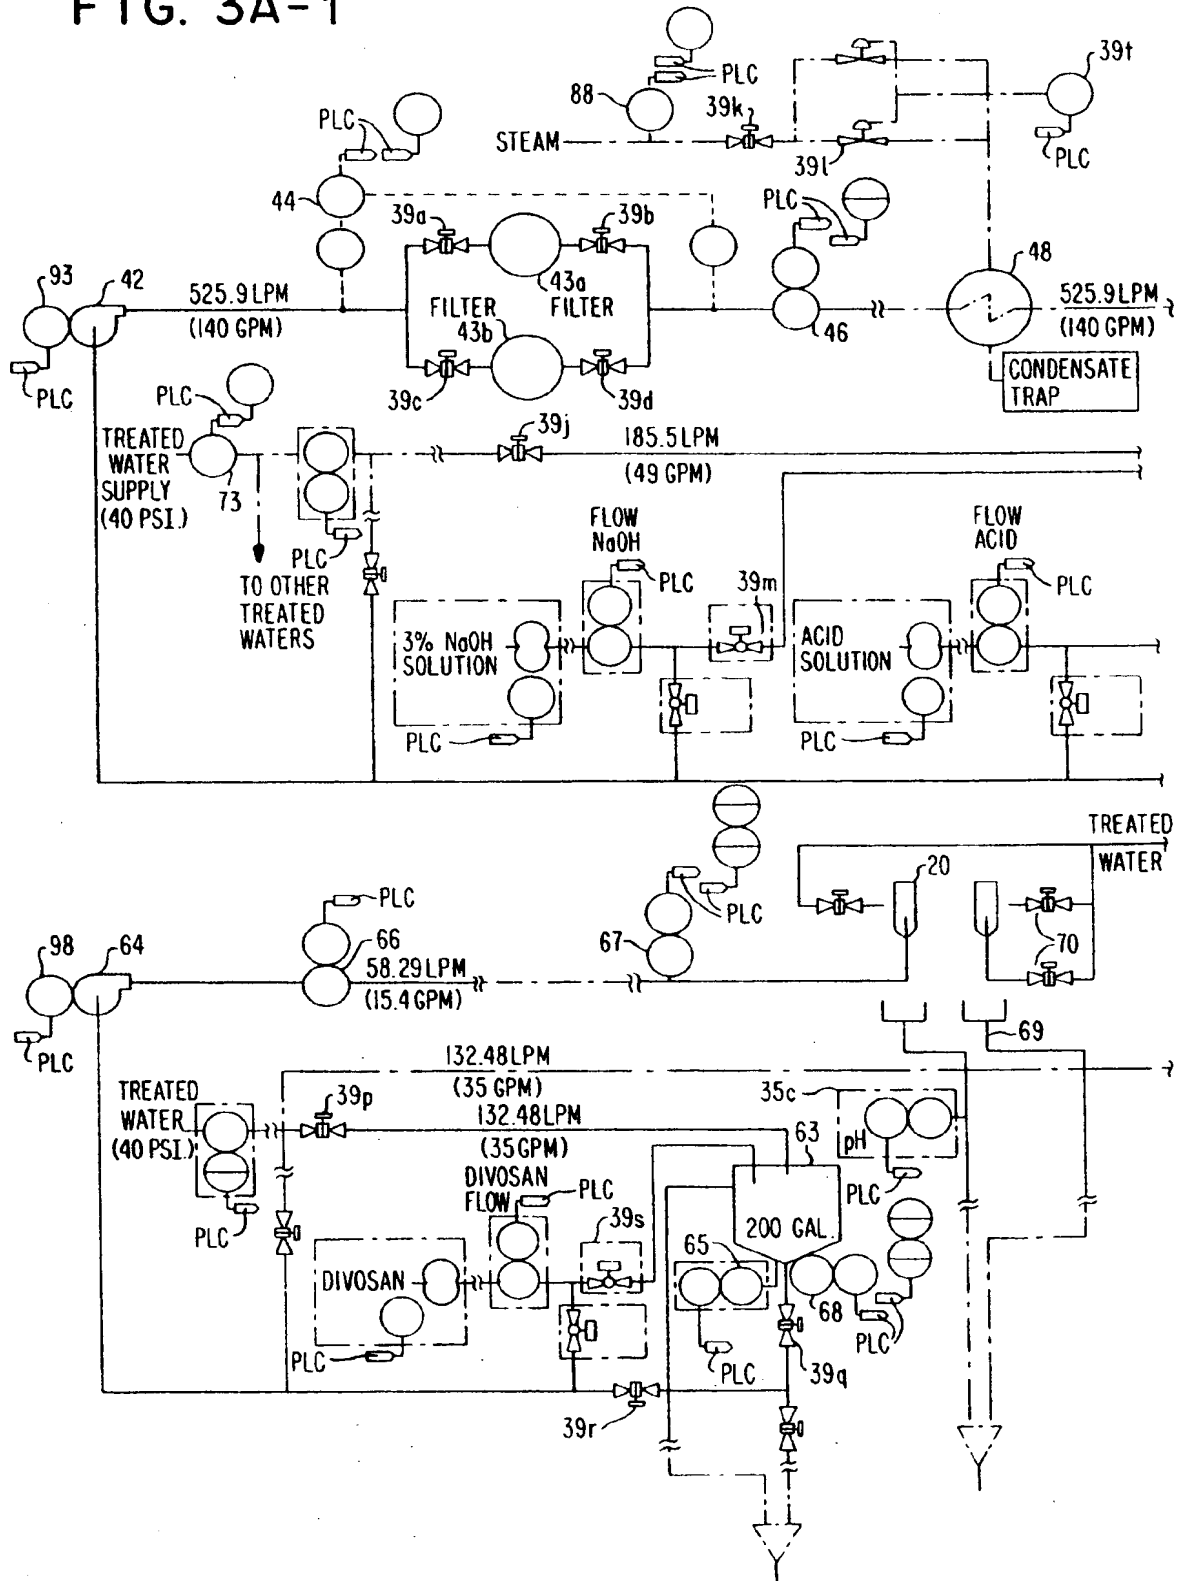 FIG. 3A-1
PLC
88
39k
39t
PLC
STEAM
39l
PLC
44
39a
39b
PLC
48
93
42
525.9 LPM
(140 GPM)
FILTER
43a
FILTER
43b
46
525.9 LPM
(140 GPM)
PLC
39c
39d
CONDENSATE
TRAP
PLC
TREATED
WATER
SUPPLY
(40 PSI.)
73
39j
185.5 LPM
(49 GPM)
PLC
TO OTHER
TREATED
WATERS
FLOW
NaOH
PLC
39m
FLOW
ACID
PLC
3% NaOH
SOLUTION
ACID
SOLUTION
PLC
PLC
TREATED
WATER
20
PLC
PLC
98
64
66
67
70
58.29 LPM
(15.4 GPM)
PLC
69
132.48 LPM
(35 GPM)
TREATED
WATER
(40 PSI.)
39p
132.48 LPM
(35 GPM)
35c
pH
63
DIVOSAN
FLOW
PLC
PLC
PLC
39s
200 GAL.
65
DIVOSAN
68
PLC
PLC
PLC
39q
39r